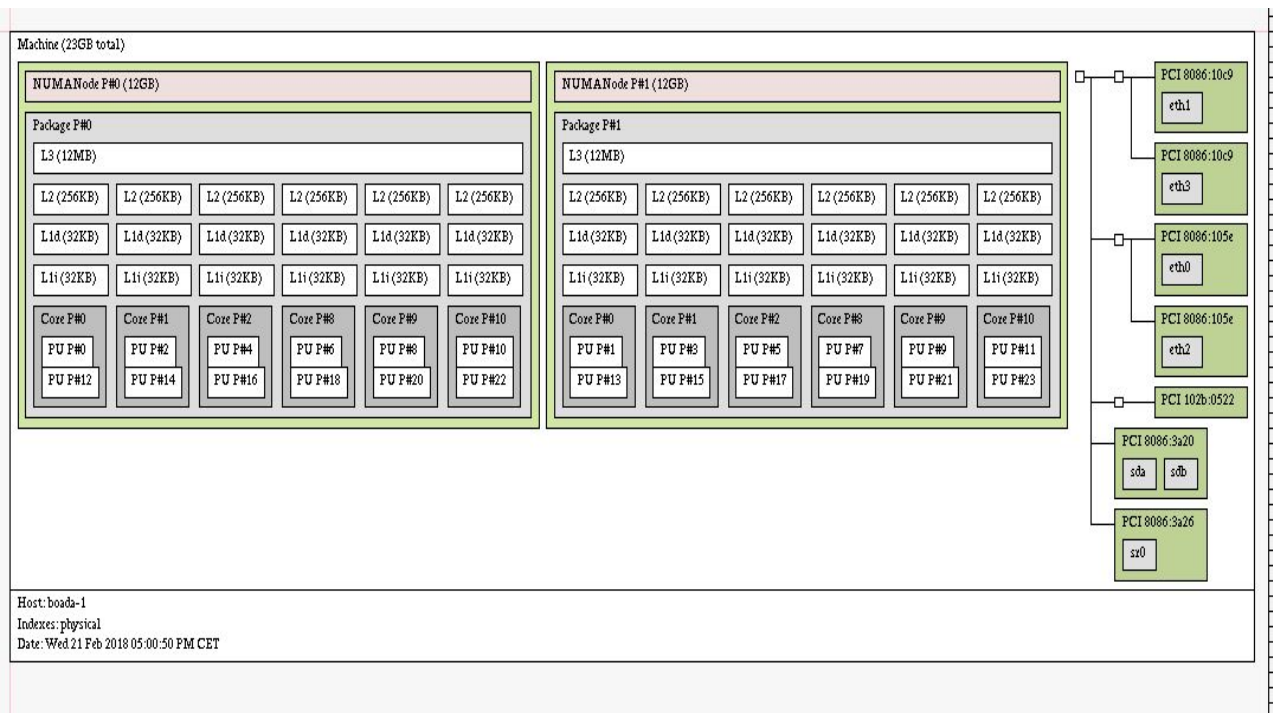 Machine (23GB total)
NUMANode P#0 (12GB)
Package P#0
L3 (12MB)
L2 (256KB) L2 (256KB) L2 (256KB) L2 (256KB) L2 (256KB) L2 (256KB)
L1d (32KB) L1d (32KB) L1d (32KB) L1d (32KB) L1d (32KB) L1d (32KB)
L1i (32KB) L1i (32KB) L1i (32KB) L1i (32KB) L1i (32KB) L1i (32KB)
Core P#0 Core P#1 Core P#2 Core P#8 Core P#9 Core P#10
PU P#0 PU P#2 PU P#4 PU P#6 PU P#8 PU P#10
PU P#12 PU P#14 PU P#16 PU P#18 PU P#20 PU P#22
NUMANode P#1 (12GB)
Package P#1
L3 (12MB)
L2 (256KB) L2 (256KB) L2 (256KB) L2 (256KB) L2 (256KB) L2 (256KB)
L1d (32KB) L1d (32KB) L1d (32KB) L1d (32KB) L1d (32KB) L1d (32KB)
L1i (32KB) L1i (32KB) L1i (32KB) L1i (32KB) L1i (32KB) L1i (32KB)
Core P#0 Core P#1 Core P#2 Core P#8 Core P#9 Core P#10
PU P#1 PU P#3 PU P#5 PU P#7 PU P#9 PU P#11
PU P#13 PU P#15 PU P#17 PU P#19 PU P#21 PU P#23
PCI 8086:10c9
eth1
PCI 8086:10c9
eth3
PCI 8086:105e
eth0
PCI 8086:105e
eth2
PCI 102b:0522
PCI 8086:3a20
sda sdb
PCI 8086:3a26
sr0
Host: boada-1
Indexes: physical
Date: Wed 21 Feb 2018 05:00:50 PM CET